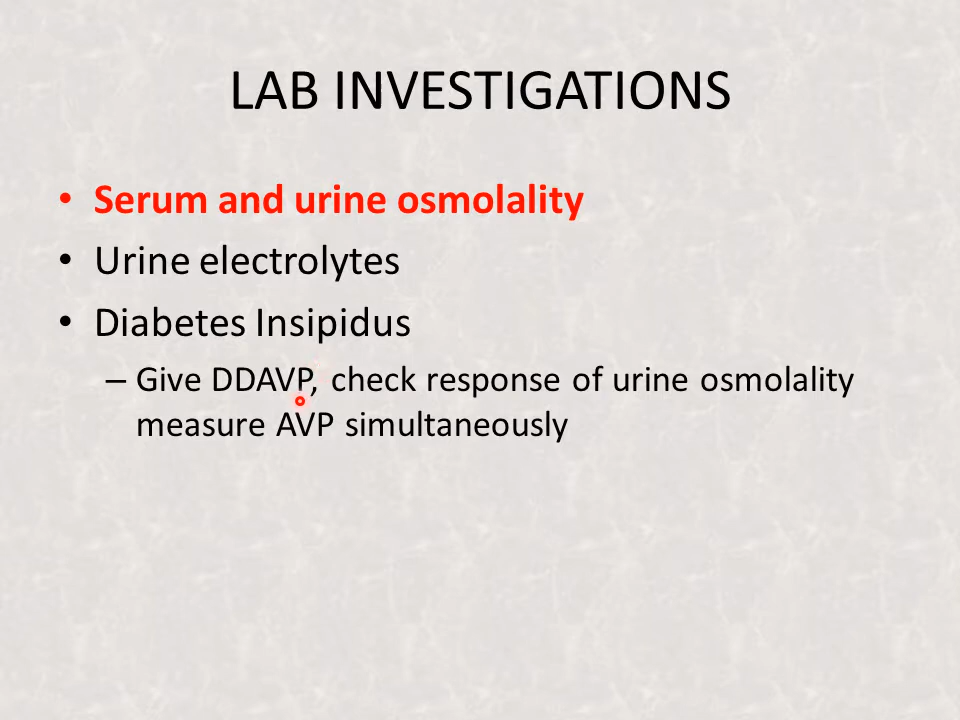 LAB INVESTIGATIONS
• Serum and urine osmolality
• Urine electrolytes
• Diabetes Insipidus
– Give DDAVP, check response of urine osmolality
measure AVP simultaneously